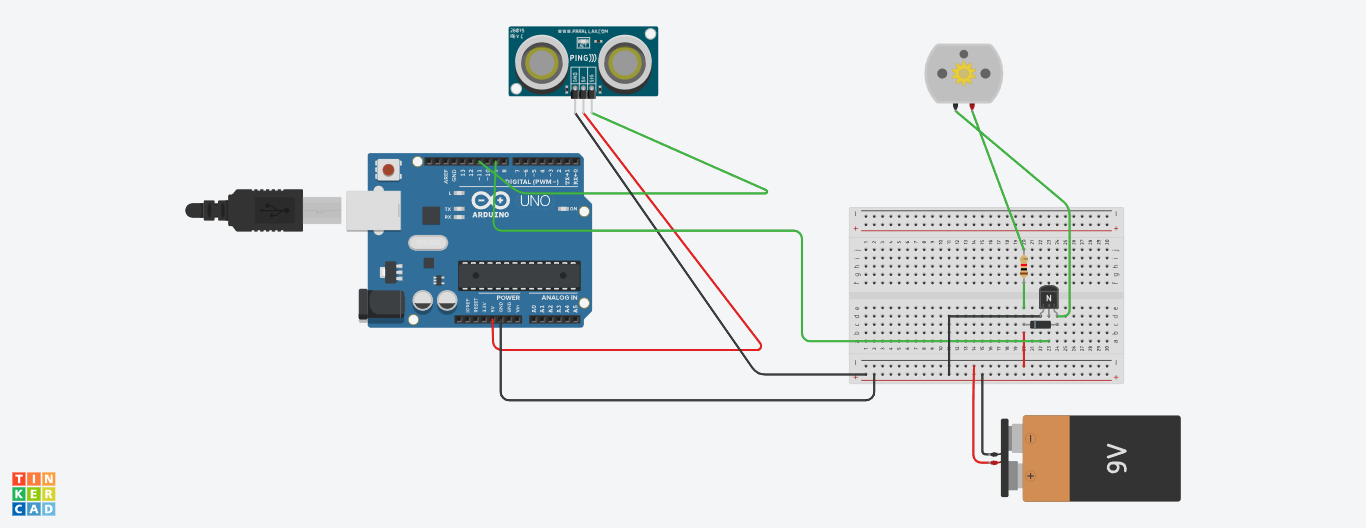 28015
REV C
WWW.PARALLAX.COM
PING)))
GND
5V
SIG
AREF
GND
13
12
~11
~10
~9
8
7
~6
~5
4
~3
2
TX→1
RX←0
DIGITAL (PWM~)
L
TX
RX
UNO
ARDUINO
ON
POWER
ANALOG IN
IOREF
RESET
3.3V
5V
GND
GND
Vin
A0
A1
A2
A3
A4
A5
N
9V
TIN
KER
CAD